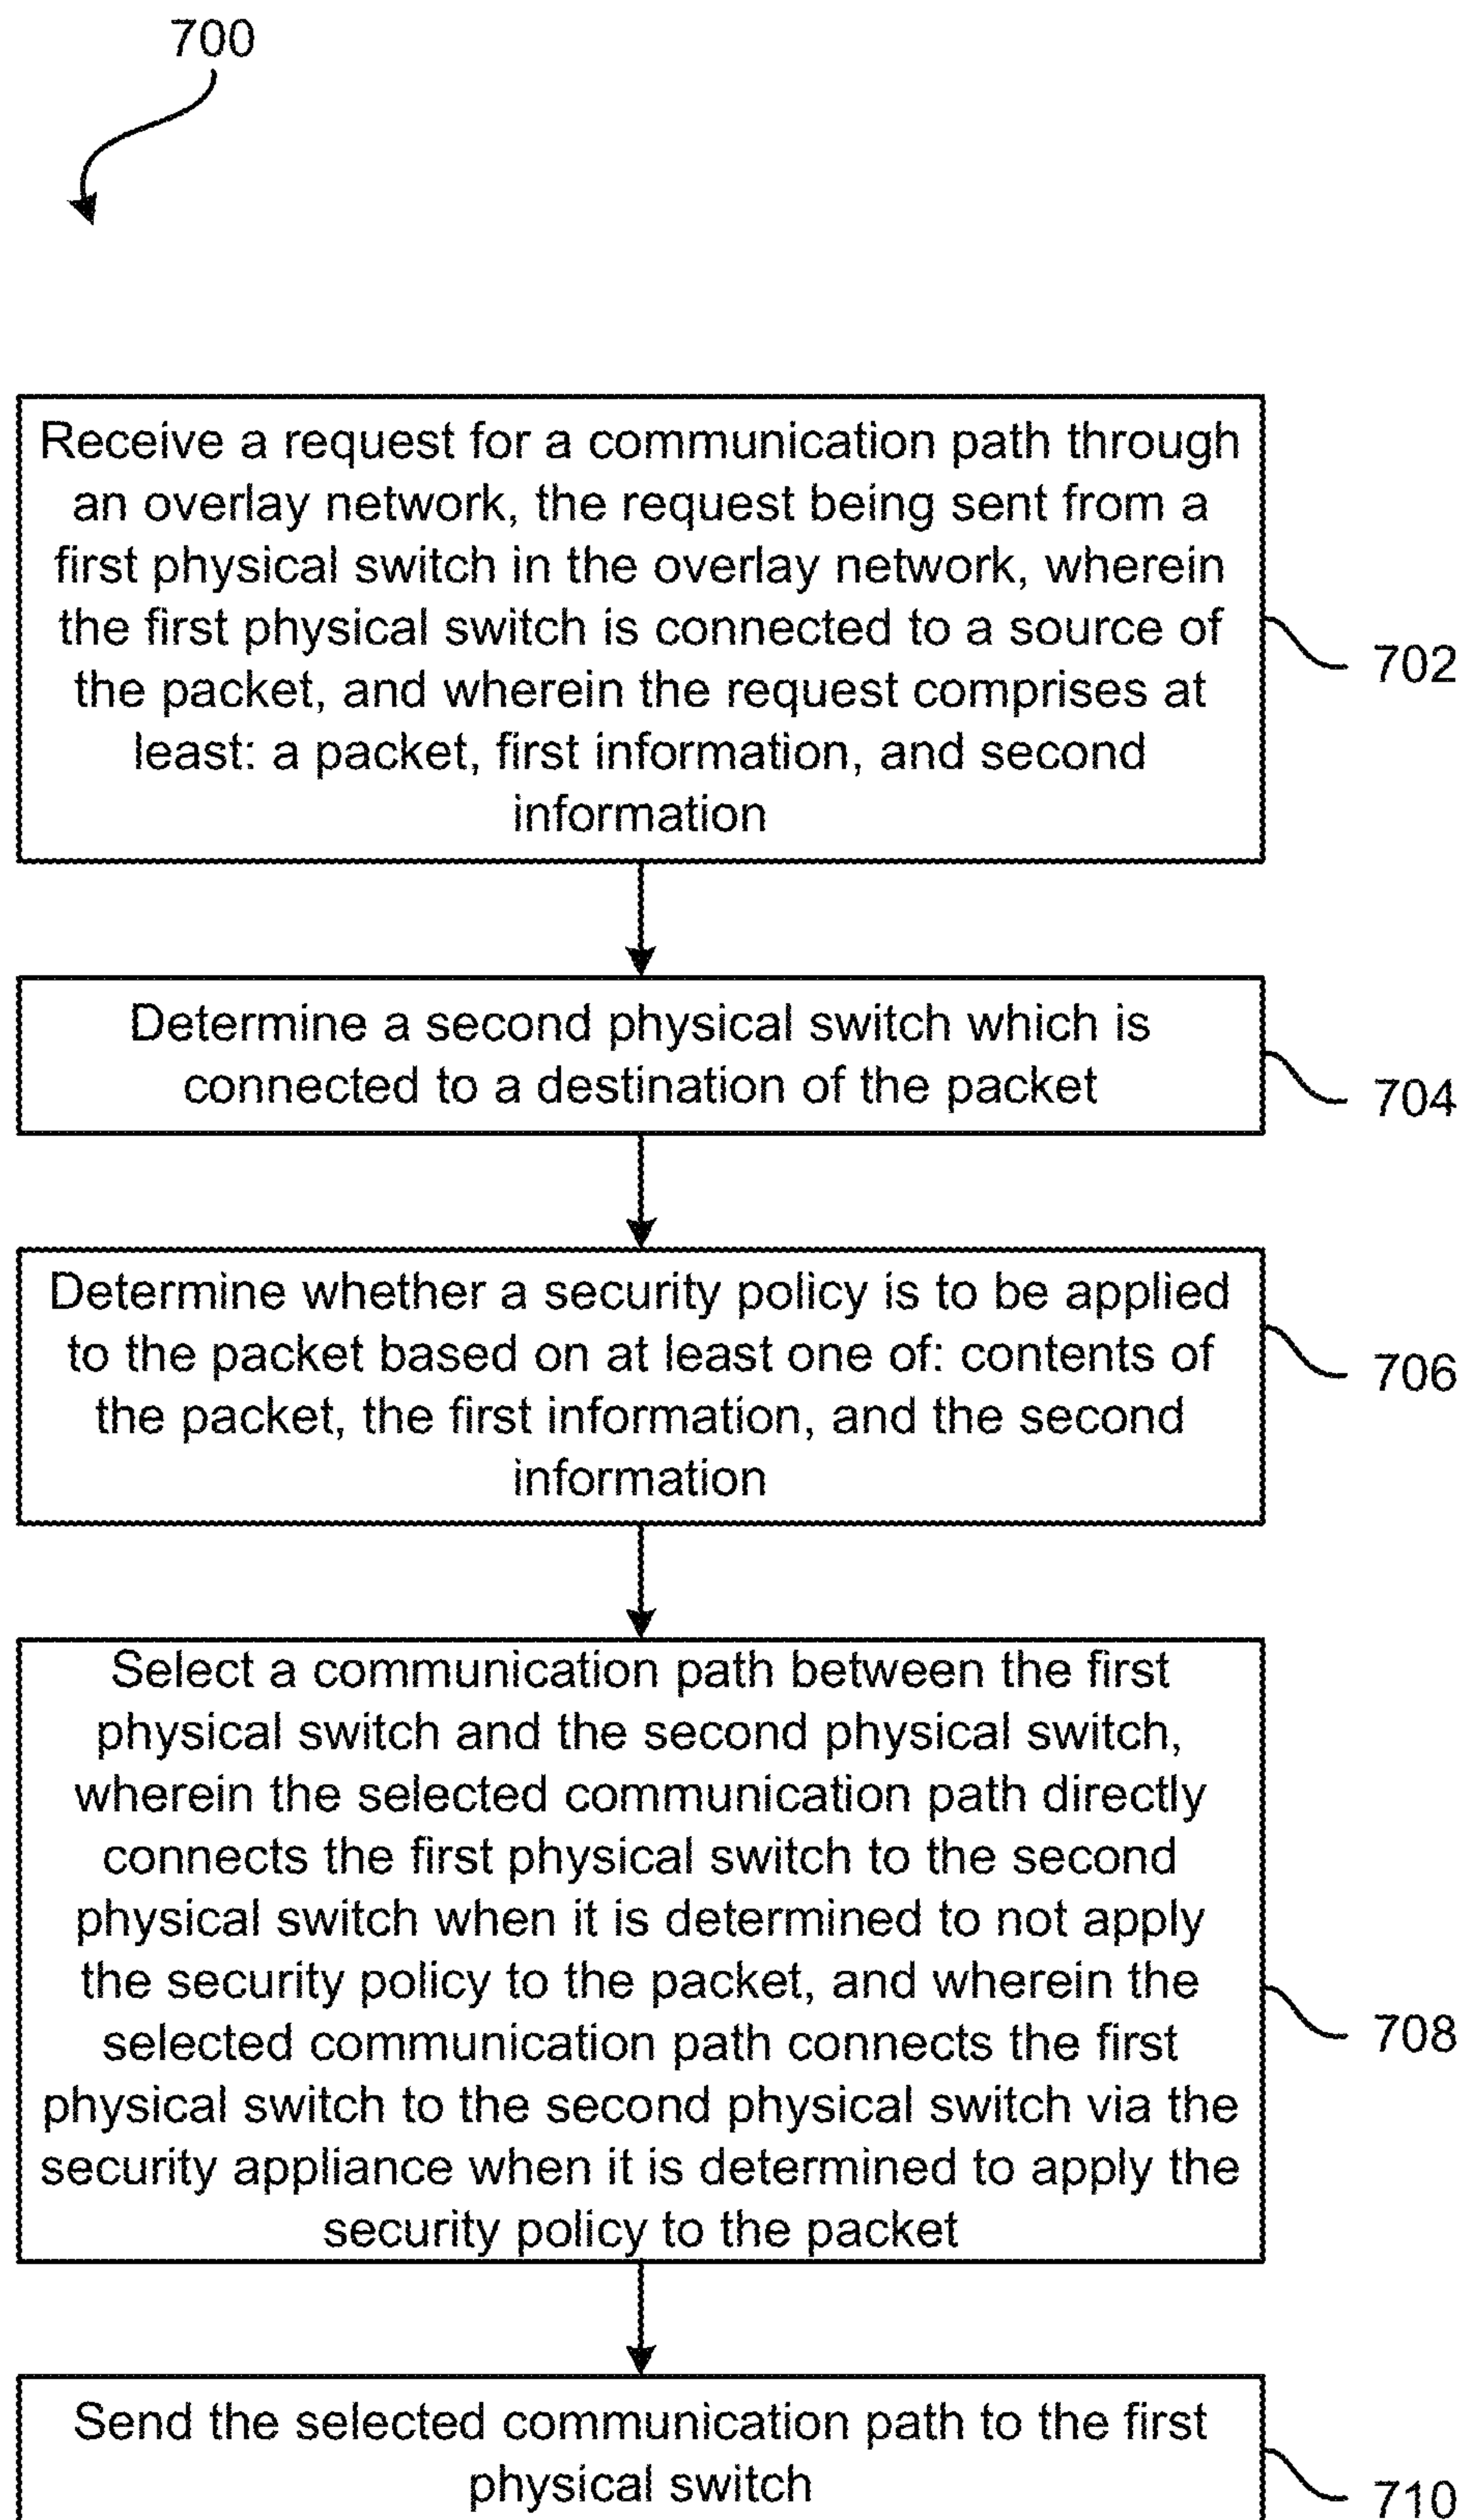 700
Receive a request for a communication path through
an overlay network, the request being sent from a
first physical switch in the overlay network, wherein
the first physical switch is connected to a source of
the packet, and wherein the request comprises at
least: a packet, first information, and second
information
702
Determine a second physical switch which is
connected to a destination of the packet
704
Determine whether a security policy is to be applied
to the packet based on at least one of: contents of
the packet, the first information, and the second
information
706
Select a communication path between the first
physical switch and the second physical switch,
wherein the selected communication path directly
connects the first physical switch to the second
physical switch when it is determined to not apply
the security policy to the packet, and wherein the
selected communication path connects the first
physical switch to the second physical switch via the
security appliance when it is determined to apply the
security policy to the packet
708
Send the selected communication path to the first
physical switch
710